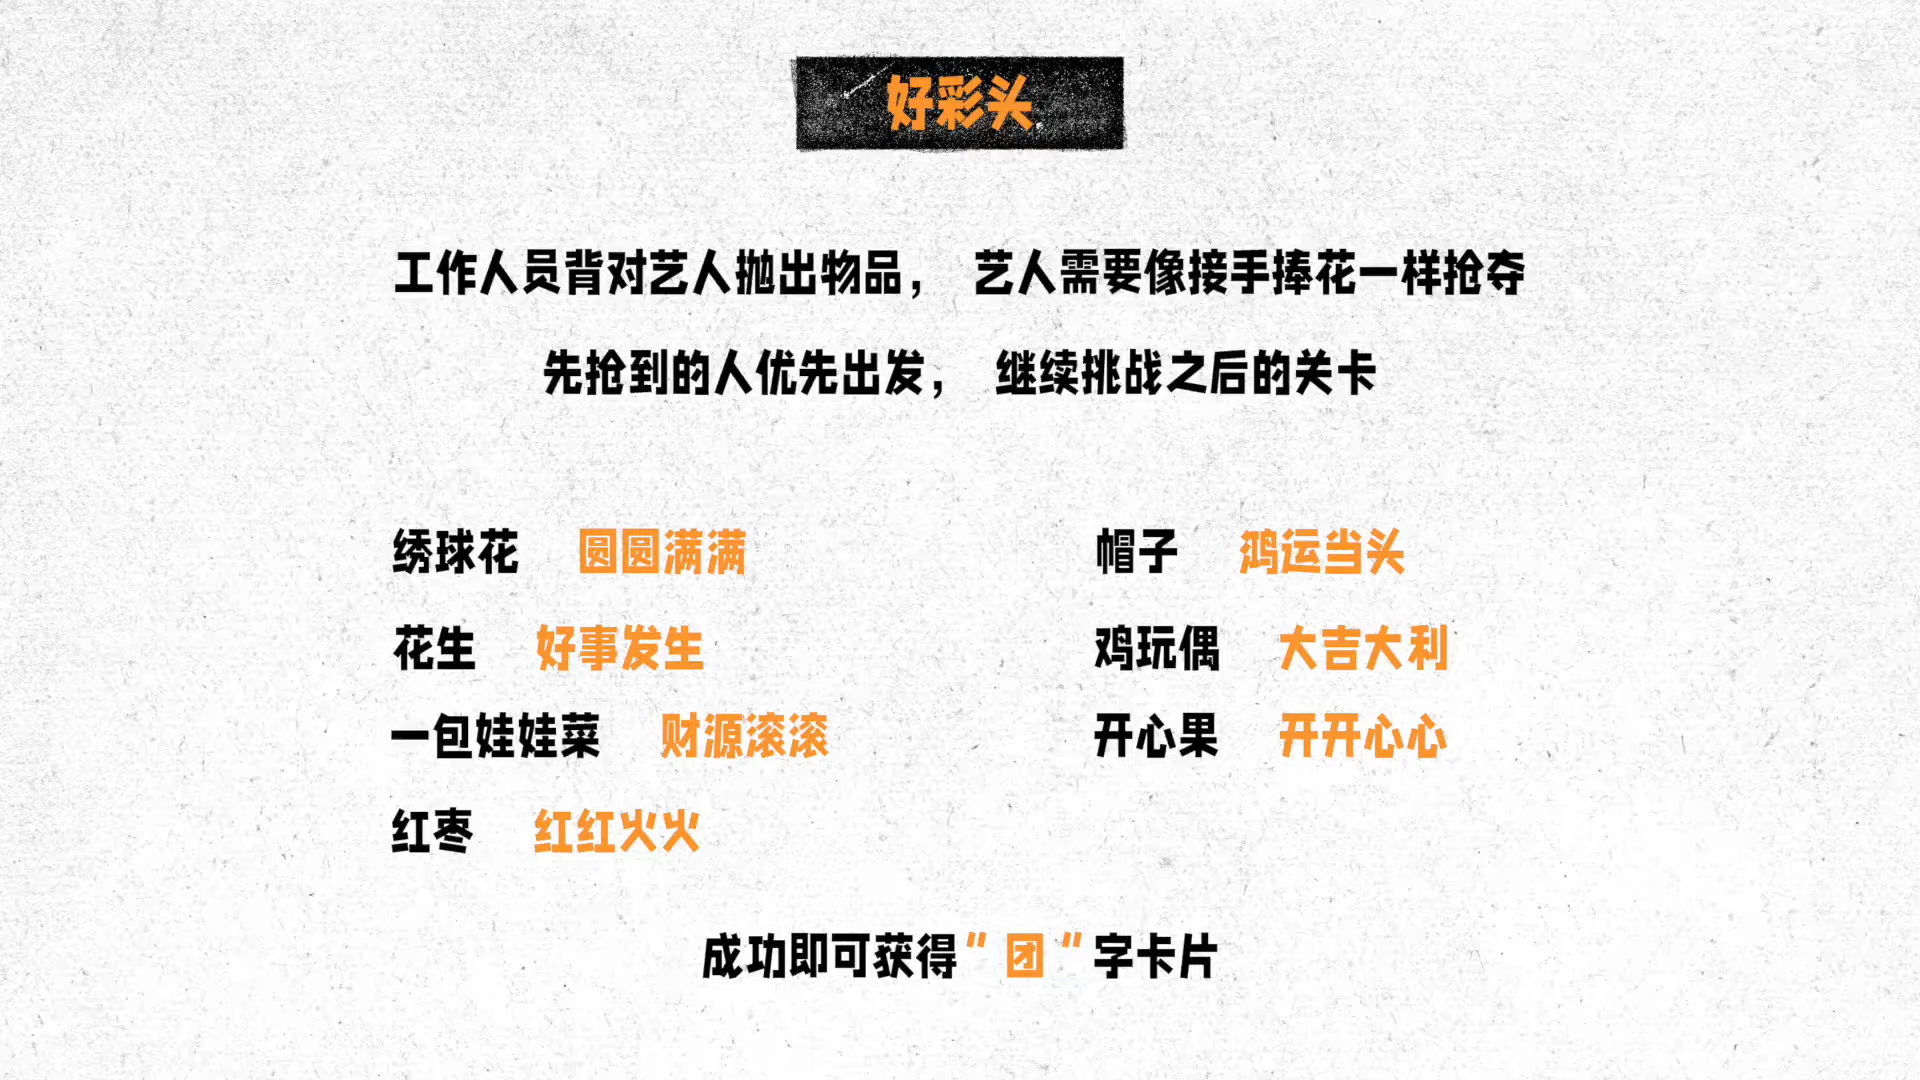 好彩头
工作人员背对艺人抛出物品， 艺人需要像接手捧花一样抢夺
先抢到的人优先出发， 继续挑战之后的关卡
绣球花 圆圆满满
帽子 鸿运当头
花生 好事发生
鸡玩偶 大吉大利
一包娃娃菜 财源滚滚
开心果 开开心心
红枣 红红火火
成功即可获得”团“字卡片